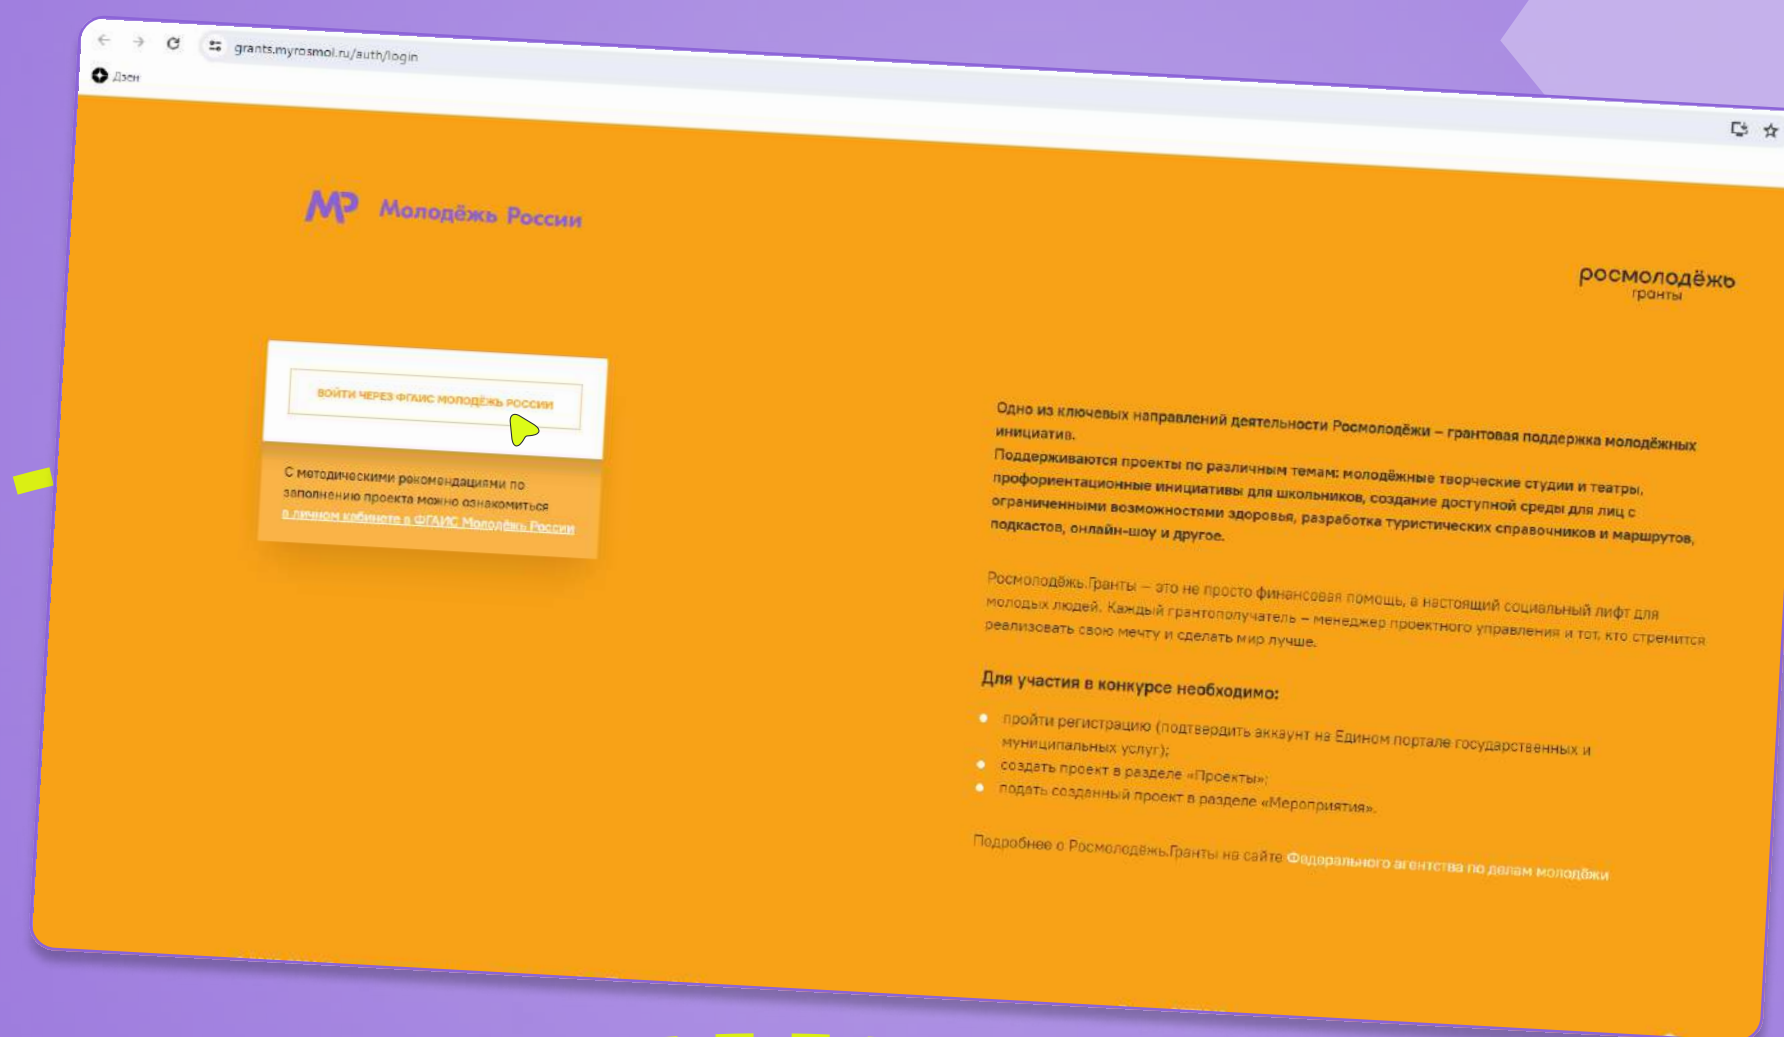 grants.myrosmol.ru/auth/login
Дзен
МР Молодёжь России
росмолодёжь
гранты
ВОЙТИ ЧЕРЕЗ ФГАИС МОЛОДЁЖЬ РОССИИ
С методическими рекомендациями по
заполнению проекта можно ознакомиться
в личном кабинете в ФГАИС Молодёжь России
Одно из ключевых направлений деятельности Росмолодёжи – грантовая поддержка молодёжных
инициатив.
Поддерживаются проекты по различным темам: молодёжные творческие студии и театры,
профориентационные инициативы для школьников, создание доступной среды для лиц с
ограниченными возможностями здоровья, разработка туристических справочников и маршрутов,
подкастов, онлайн-шоу и другое.
Росмолодёжь.Гранты – это не просто финансовая помощь, а настоящий социальный лифт для
молодых людей. Каждый грантополучатель – менеджер проектного управления и тот, кто стремится
реализовать свою мечту и сделать мир лучше.
Для участия в конкурсе необходимо:
пройти регистрацию (подтвердить аккаунт на Едином портале государственных и
муниципальных услуг);
создать проект в разделе «Проекты»;
подать созданный проект в разделе «Мероприятия».
Подробнее о Росмолодёжь.Гранты на сайте Федерального агентства по делам молодёжи